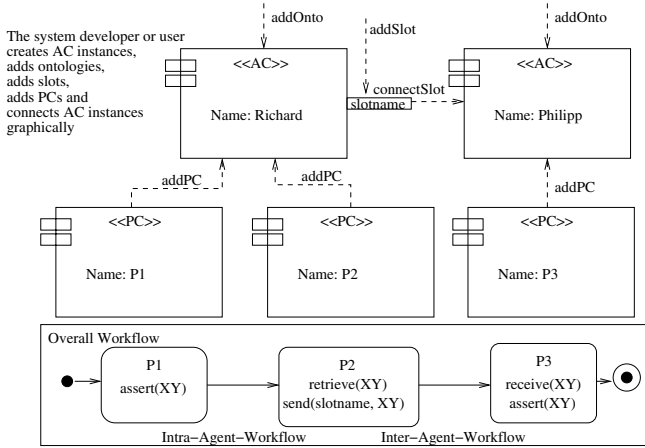 addOnto
addSlot
addOnto
The system developer or user
creates AC instances,
adds ontologies,
adds slots,
adds PCs and
connects AC instances
graphically
<<AC>>
Name: Richard
slotname
connectSlot
<<AC>>
Name: Philipp
addPC
addPC
addPC
<<PC>>
Name: P1
<<PC>>
Name: P2
<<PC>>
Name: P3
Overall Workflow
P1
assert(XY)
P2
retrieve(XY)
send(slotname, XY)
P3
receive(XY)
assert(XY)
Intra-Agent-Workflow
Inter-Agent-Workflow